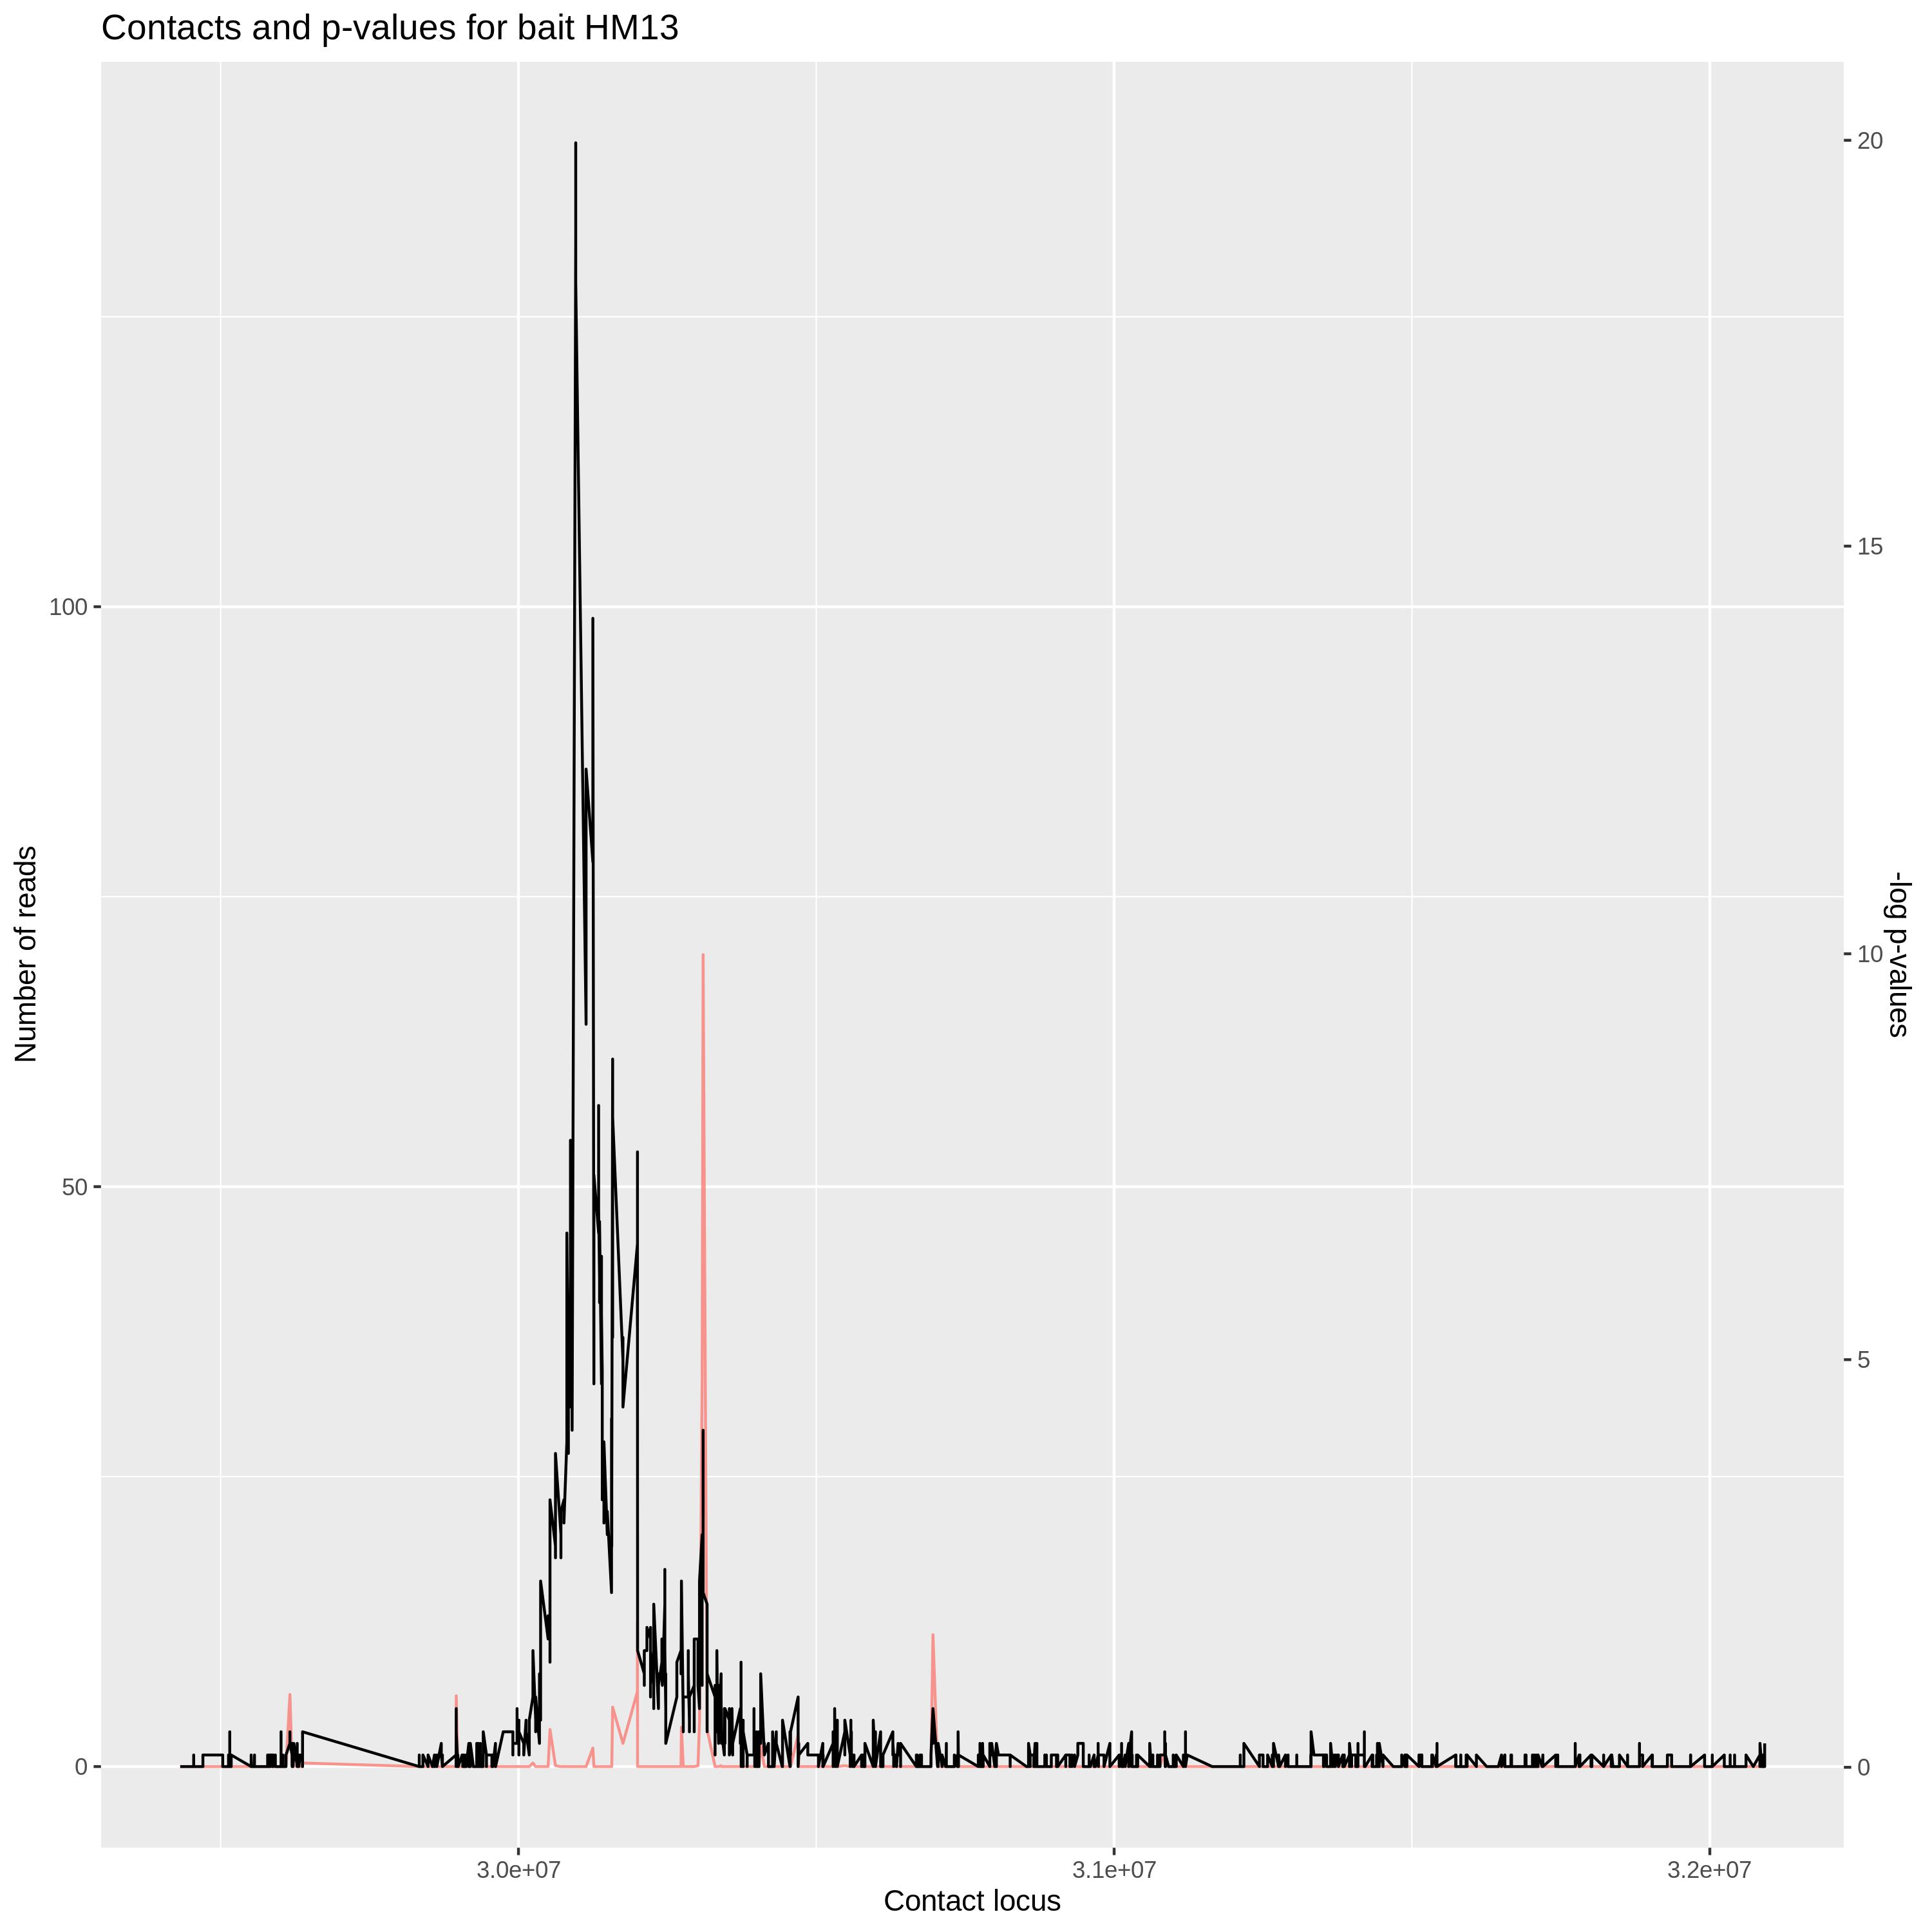 Contacts and p-values for bait HM13
Number of reads
100
50
0
20
15
10
5
0
-log p-values
3.0e+07
3.1e+07
3.2e+07
Contact locus